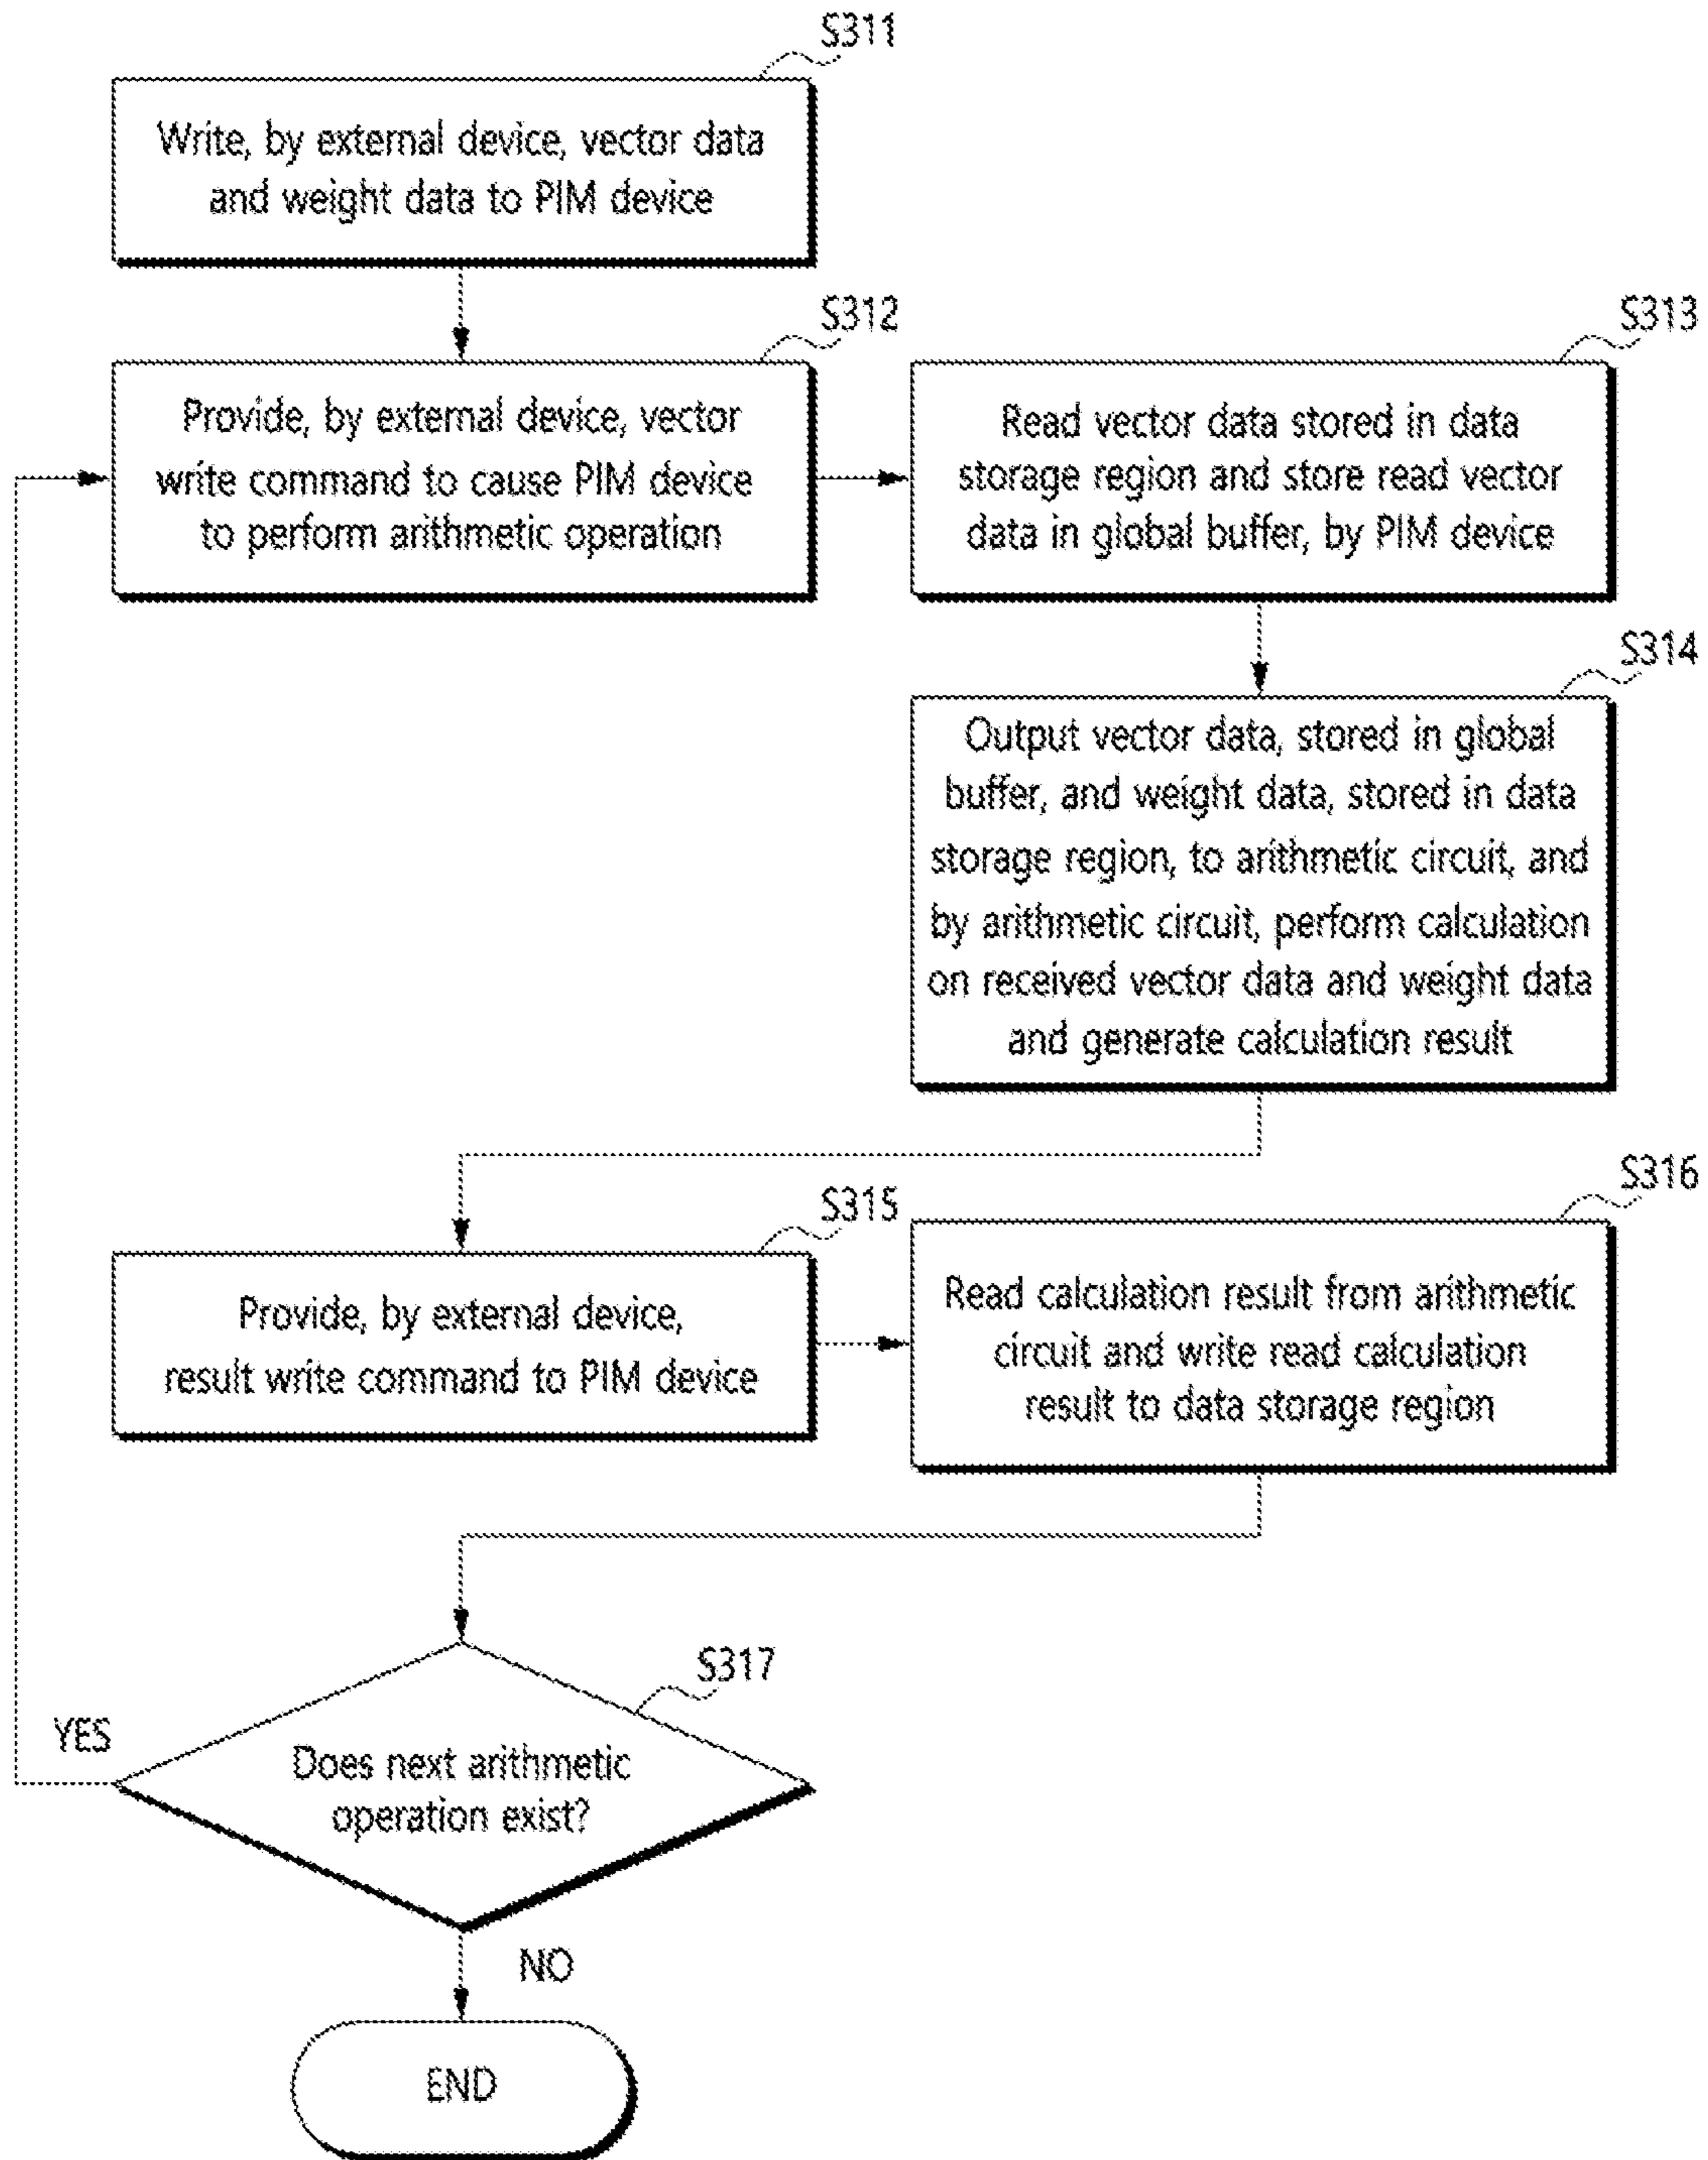 S311
Write, by external device, vector data
and weight data to PIM device
S312
Provide, by external device, vector
write command to cause PIM device
to perform arithmetic operation
S313
Read vector data stored in data
storage region and store read vector
data in global buffer, by PIM device
S314
Output vector data, stored in global
buffer, and weight data, stored in data
storage region, to arithmetic circuit, and
by arithmetic circuit, perform calculation
on received vector data and weight data
and generate calculation result
S315
Provide, by external device,
result write command to PIM device
S316
Read calculation result from arithmetic
circuit and write read calculation
result to data storage region
S317
Does next arithmetic
operation exist?
YES
NO
END